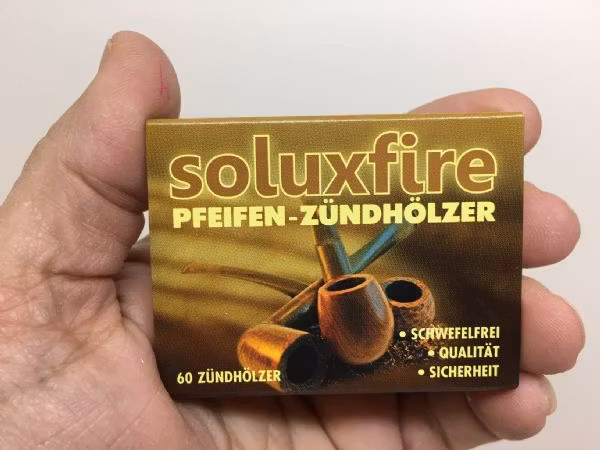 soluxfire
PFEIFEN-ZÜNDHÖLZER
• SCHWEFELFREI
• QUALITÄT
• SICHERHEIT
60 ZÜNDHÖLZER